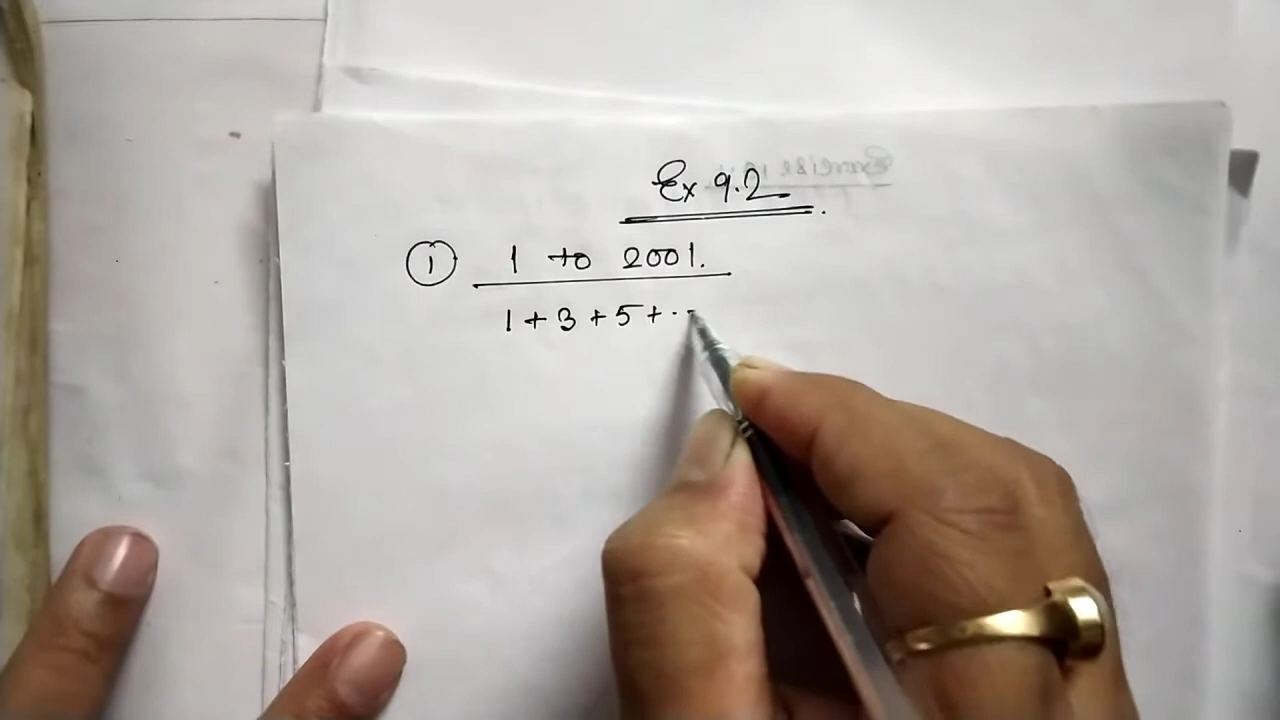 Ex 9.2
① 1 to 2001.
1 + 3 + 5 + ..